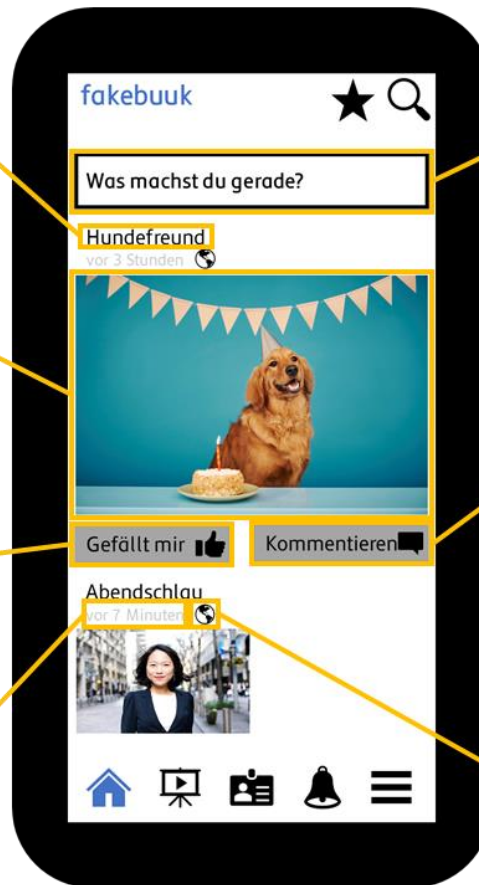 fakebuuk
Was machst du gerade?
Hundefreund
vor 3 Stunden
Gefällt mir
Kommentieren
Abendschlau
vor 7 Minuten